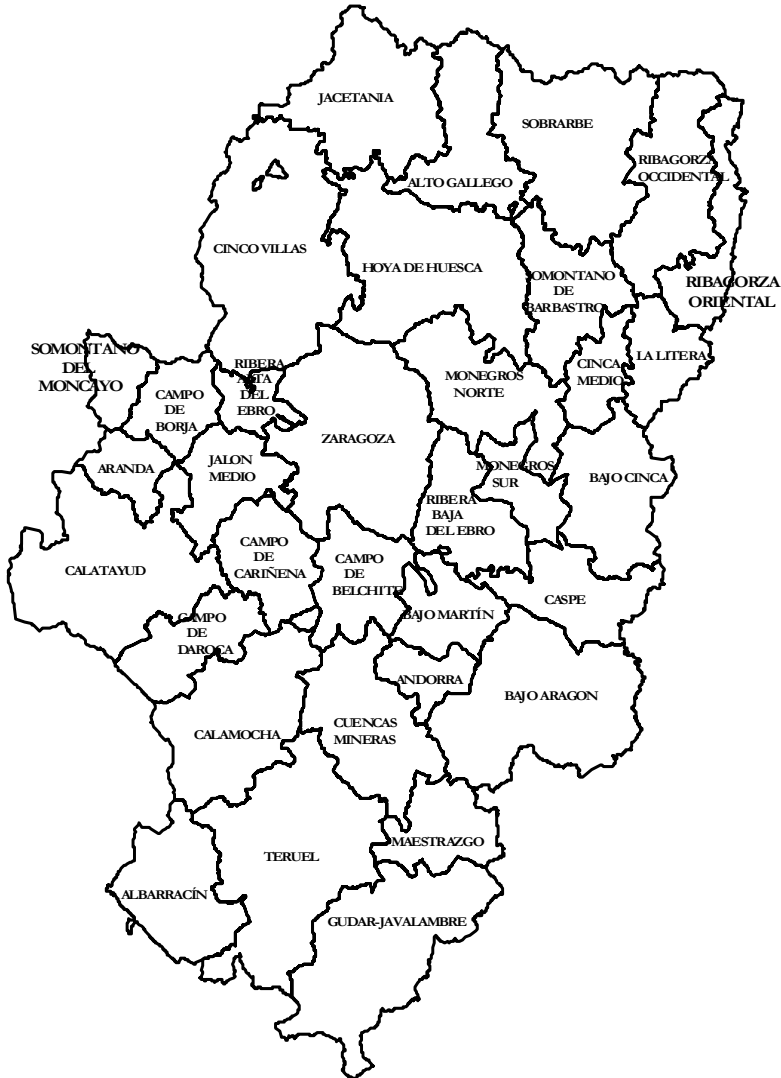 JACETANIA
SOBRARBE
RIBAGORZA
OCCIDENTAL
ALTO GALLEGO
CINCO VILLAS
HOYA DE HUESCA
SOMONTANO
DE
BARBASTRO
RIBAGORZA
ORIENTAL
SOMONTANO
DEL
MONCAYO
RIBERA
ALTA
DEL
EBRO
CAMPO
DE
BORJA
MONEGROS
NORTE
CINCA
MEDIO
LA LITERA
ZARAGOZA
ARANDA
JALON
MEDIO
MONEGROS
SUR
BAJO CINCA
RIBERA
BAJA
DEL EBRO
CALATAYUD
CAMPO
DE
CARIÑENA
CAMPO
DE
BELCHITE
CASPE
BAJO MARTÍN
CAMPO
DE
DAROCA
ANDORRA
BAJO ARAGON
CALAMOCHA
CUENCAS
MINERAS
MAESTRAZGO
TERUEL
ALBARRACÍN
GUDAR-JAVALAMBRE